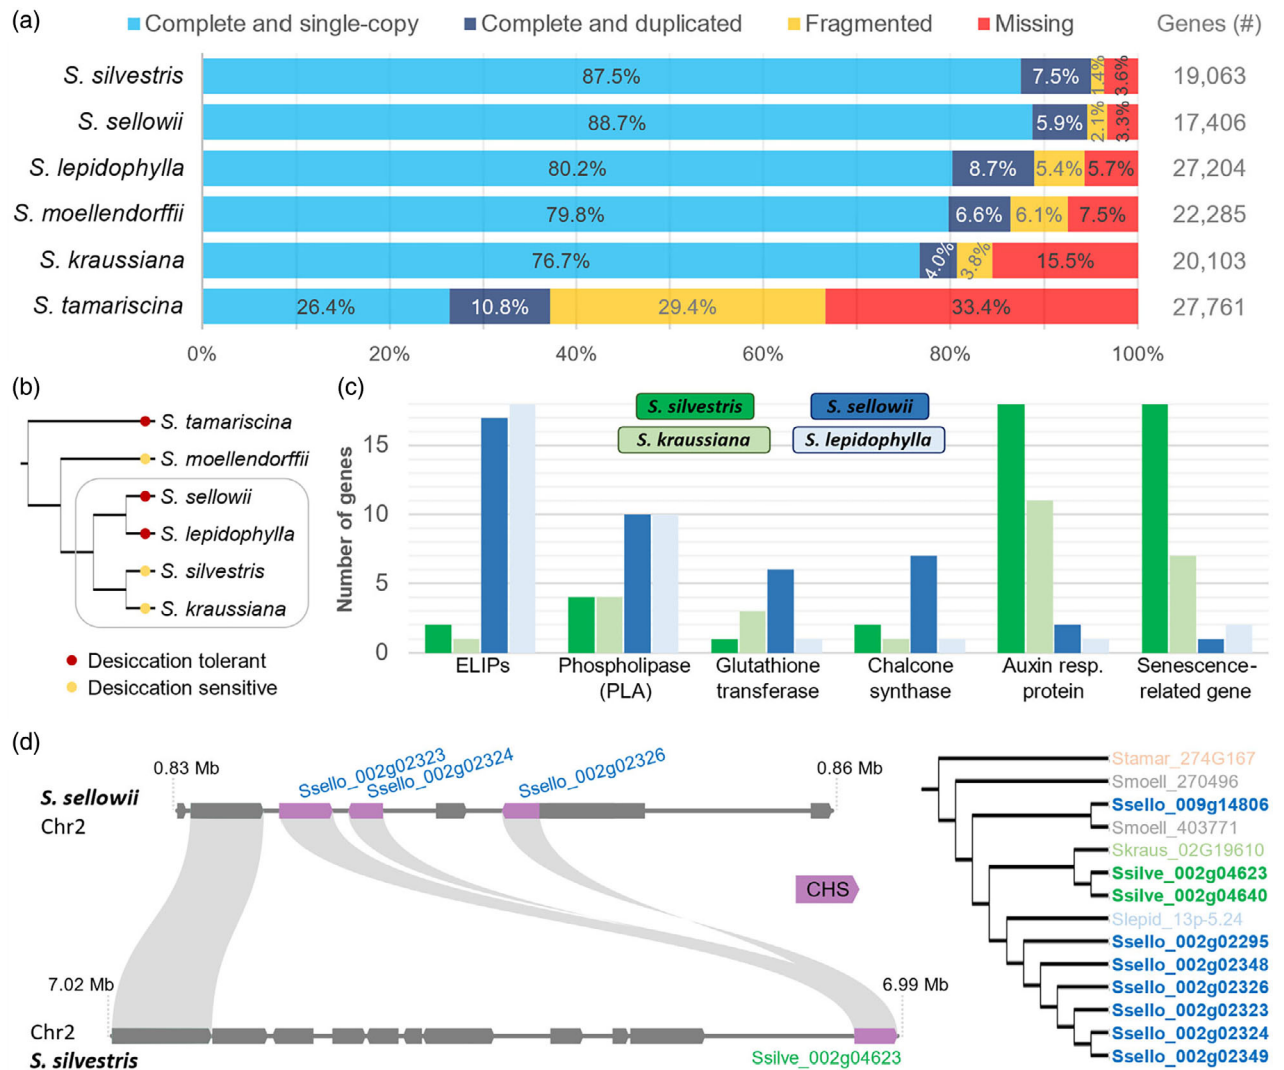 (a) Complete and single-copy Complete and duplicated Fragmented Missing Genes (#)
S. silvestris 87.5% 7.5% 1.4% 3.6% 19,063
S. sellowii 88.7% 5.9% 2.1% 3.3% 17,406
S. lepidophylla 80.2% 8.7% 5.4% 5.7% 27,204
S. moellendorffii 79.8% 6.6% 6.1% 7.5% 22,285
S. kraussiana 76.7% 4.0% 3.8% 15.5% 20,103
S. tamariscina 26.4% 10.8% 29.4% 33.4% 27,761
0% 20% 40% 60% 80% 100%
(b)
S. tamariscina
S. moellendorffii
S. sellowii
S. lepidophylla
S. silvestris
S. kraussiana
Desiccation tolerant
Desiccation sensitive
(c)
S. silvestris S. sellowii
S. kraussiana S. lepidophylla
Number of genes
15
10
5
0
ELIPs
Phospholipase
(PLA)
Glutathione
transferase
Chalcone
synthase
Auxin resp.
protein
Senescence-
related gene
(d)
0.83 Mb
Ssello_002g02323
Ssello_002g02324
Ssello_002g02326
0.86 Mb
S. sellowii
Chr2
CHS
7.02 Mb
6.99 Mb
Chr2
S. silvestris
Ssilve_002g04623
Stamar_274G167
Smoell_270496
Ssello_009g14806
Smoell_403771
Skraus_02G19610
Ssilve_002g04623
Ssilve_002g04640
Slepid_13p-5.24
Ssello_002g02295
Ssello_002g02348
Ssello_002g02326
Ssello_002g02323
Ssello_002g02324
Ssello_002g02349